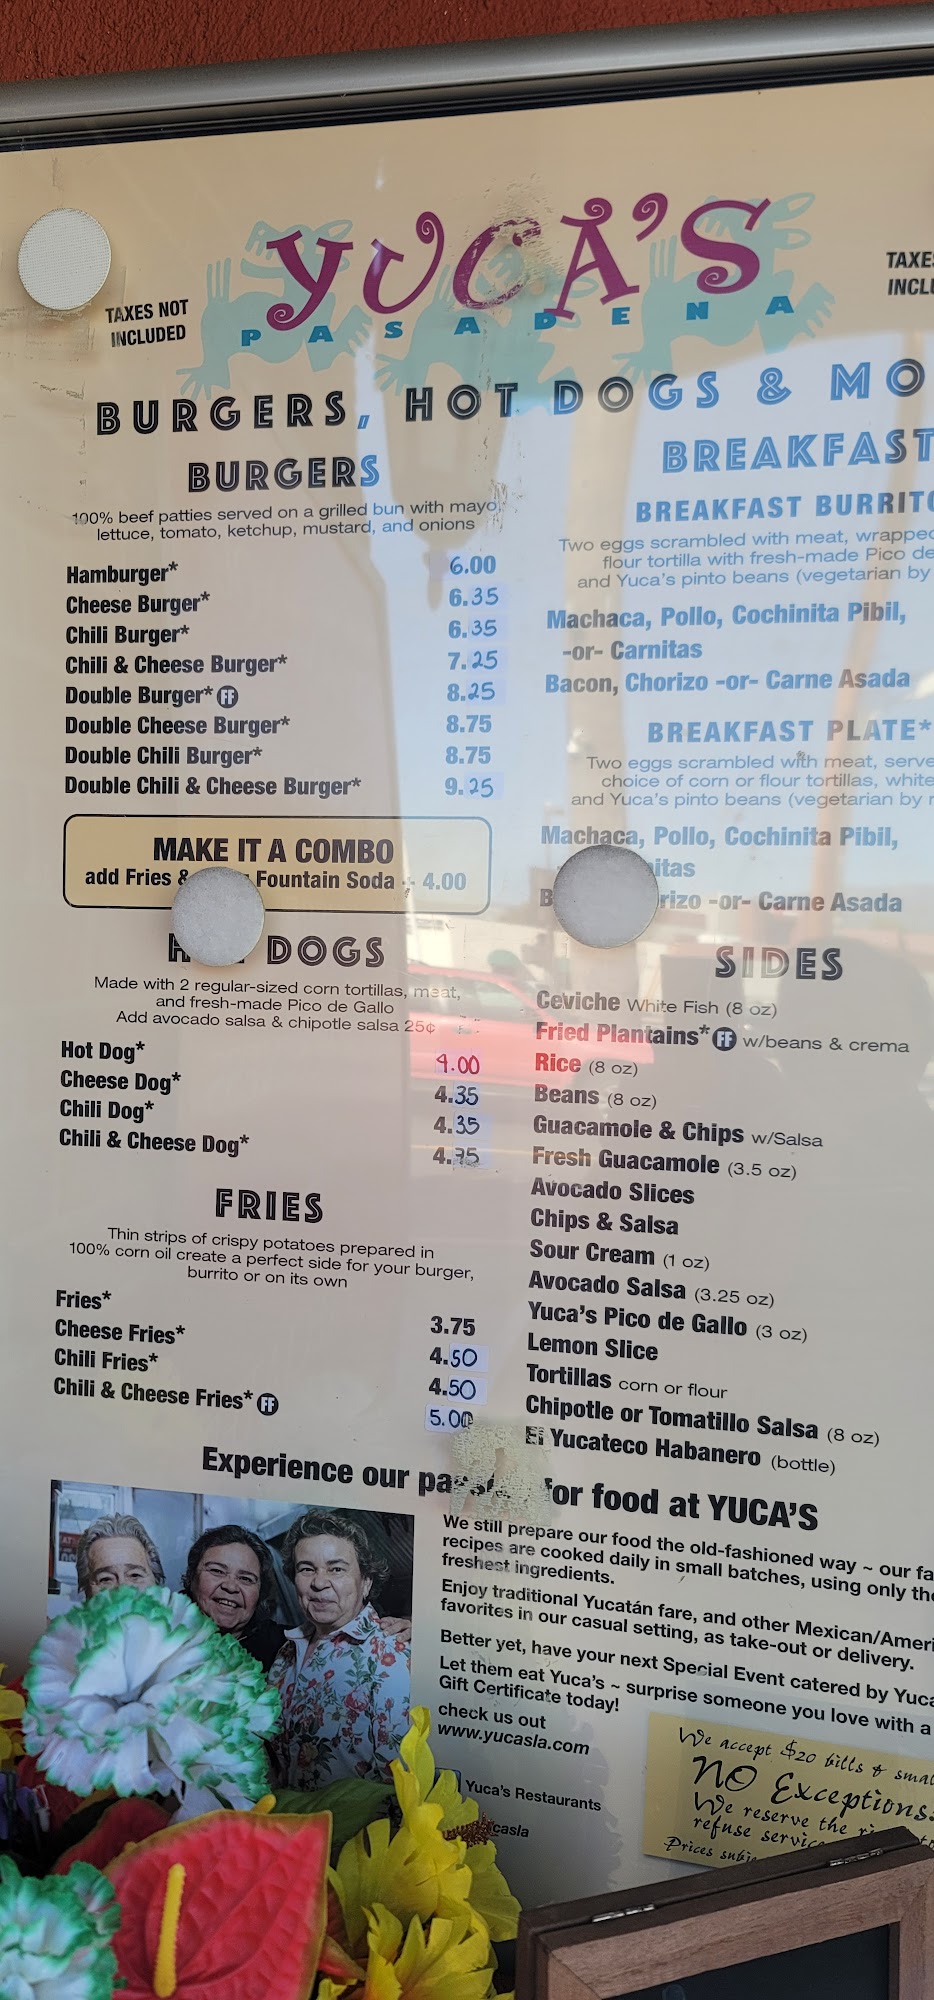 YUCA'S
PASADENA
TAXES NOT
INCLUDED
TAXES
INCLU
BURGERS, HOT DOGS & MO
BURGERS
100% beef patties served on a grilled bun with mayo,
lettuce, tomato, ketchup, mustard, and onions
Hamburger* 6.00
Cheese Burger* 6.35
Chili Burger* 6.35
Chili & Cheese Burger* 7.25
Double Burger* FF 8.25
Double Cheese Burger* 8.75
Double Chili Burger* 8.75
Double Chili & Cheese Burger* 9.25
MAKE IT A COMBO
add Fries & Fountain Soda 4.00
DOGS
Made with 2 regular-sized corn tortillas, meat,
and fresh-made Pico de Gallo
Add avocado salsa & chipotle salsa 25¢
Hot Dog* 4.00
Cheese Dog* 4.35
Chili Dog* 4.35
Chili & Cheese Dog*
FRIES
Thin strips of crispy potatoes prepared in
100% corn oil create a perfect side for your burger,
burrito or on its own
Fries* 3.75
Cheese Fries* 4.50
Chili Fries* 4.50
Chili & Cheese Fries* FF 5.00
BREAKFAST
BREAKFAST BURRITO
Two eggs scrambled with meat, wrapped
flour tortilla with fresh-made Pico de
and Yuca's pinto beans (vegetarian by
Machaca, Pollo, Cochinita Pibil,
-or- Carnitas
Bacon, Chorizo -or- Carne Asada
BREAKFAST PLATE*
Two eggs scrambled with meat, serve
choice of corn or flour tortillas, white
and Yuca's pinto beans (vegetarian by r
Machaca, Pollo, Cochinita Pibil,
itas
B rizo -or- Carne Asada
SIDES
Ceviche White Fish (8 oz)
Fried Plantains* FF w/beans & crema
Rice (8 oz)
Beans (8 oz)
Guacamole & Chips w/Salsa
Fresh Guacamole (3.5 oz)
Avocado Slices
Chips & Salsa
Sour Cream (1 oz)
Avocado Salsa (3.25 oz)
Yuca's Pico de Gallo (3 oz)
Lemon Slice
Tortillas corn or flour
Chipotle or Tomatillo Salsa (8 oz)
El Yucateco Habanero (bottle)
Experience our passion for food at YUCA'S
We still prepare our food the old-fashioned way ~ our fa
recipes are cooked daily in small batches, using only the
freshest ingredients.
Enjoy traditional Yucatán fare, and other Mexican/Ameri
favorites in our casual setting, as take-out or delivery.
Better yet, have your next Special Event catered by Yuca
Let them eat Yuca's ~ surprise someone you love with a
Gift Certificate today!
check us out
www.yucasla.com
Yuca's Restaurants
casla
We accept $20 bills & smal
NO Exceptions.
We reserve the ri
refuse service
Prices subje